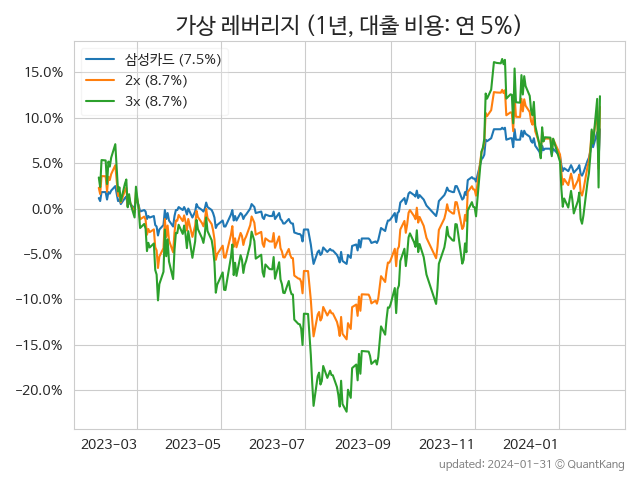 가상 레버리지 (1년, 대출 비용: 연 5%)
삼성카드 (7.5%)
2x (8.7%)
3x (8.7%)
15.0%
10.0%
5.0%
0.0%
−5.0%
−10.0%
−15.0%
−20.0%
2023-03 2023-05 2023-07 2023-09 2023-11 2024-01
updated: 2024-01-31 © QuantKang